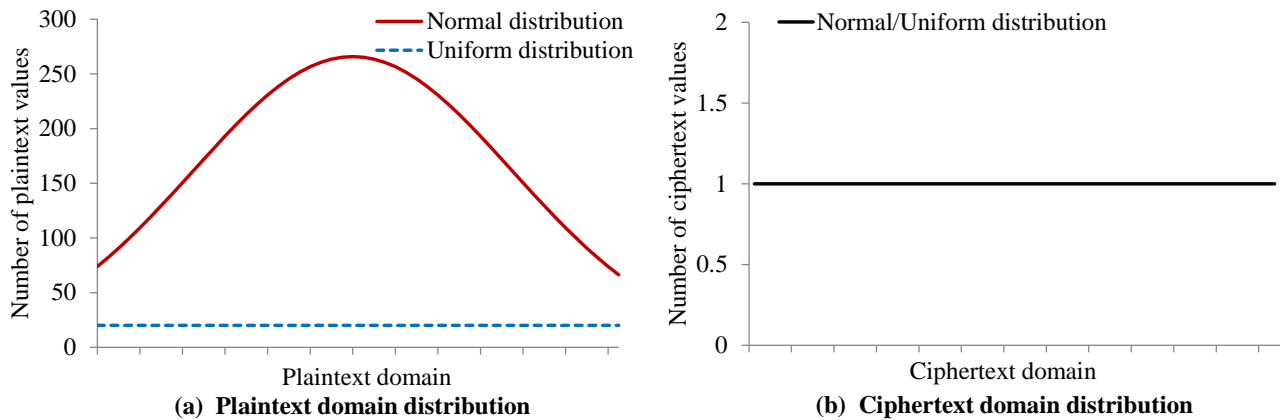 300
250
200
150
100
50
0
Number of plaintext values
Normal distribution
Uniform distribution
Plaintext domain
(a) Plaintext domain distribution
2
1.5
1
0.5
0
Number of ciphertext values
Normal/Uniform distribution
Ciphertext domain
(b) Ciphertext domain distribution